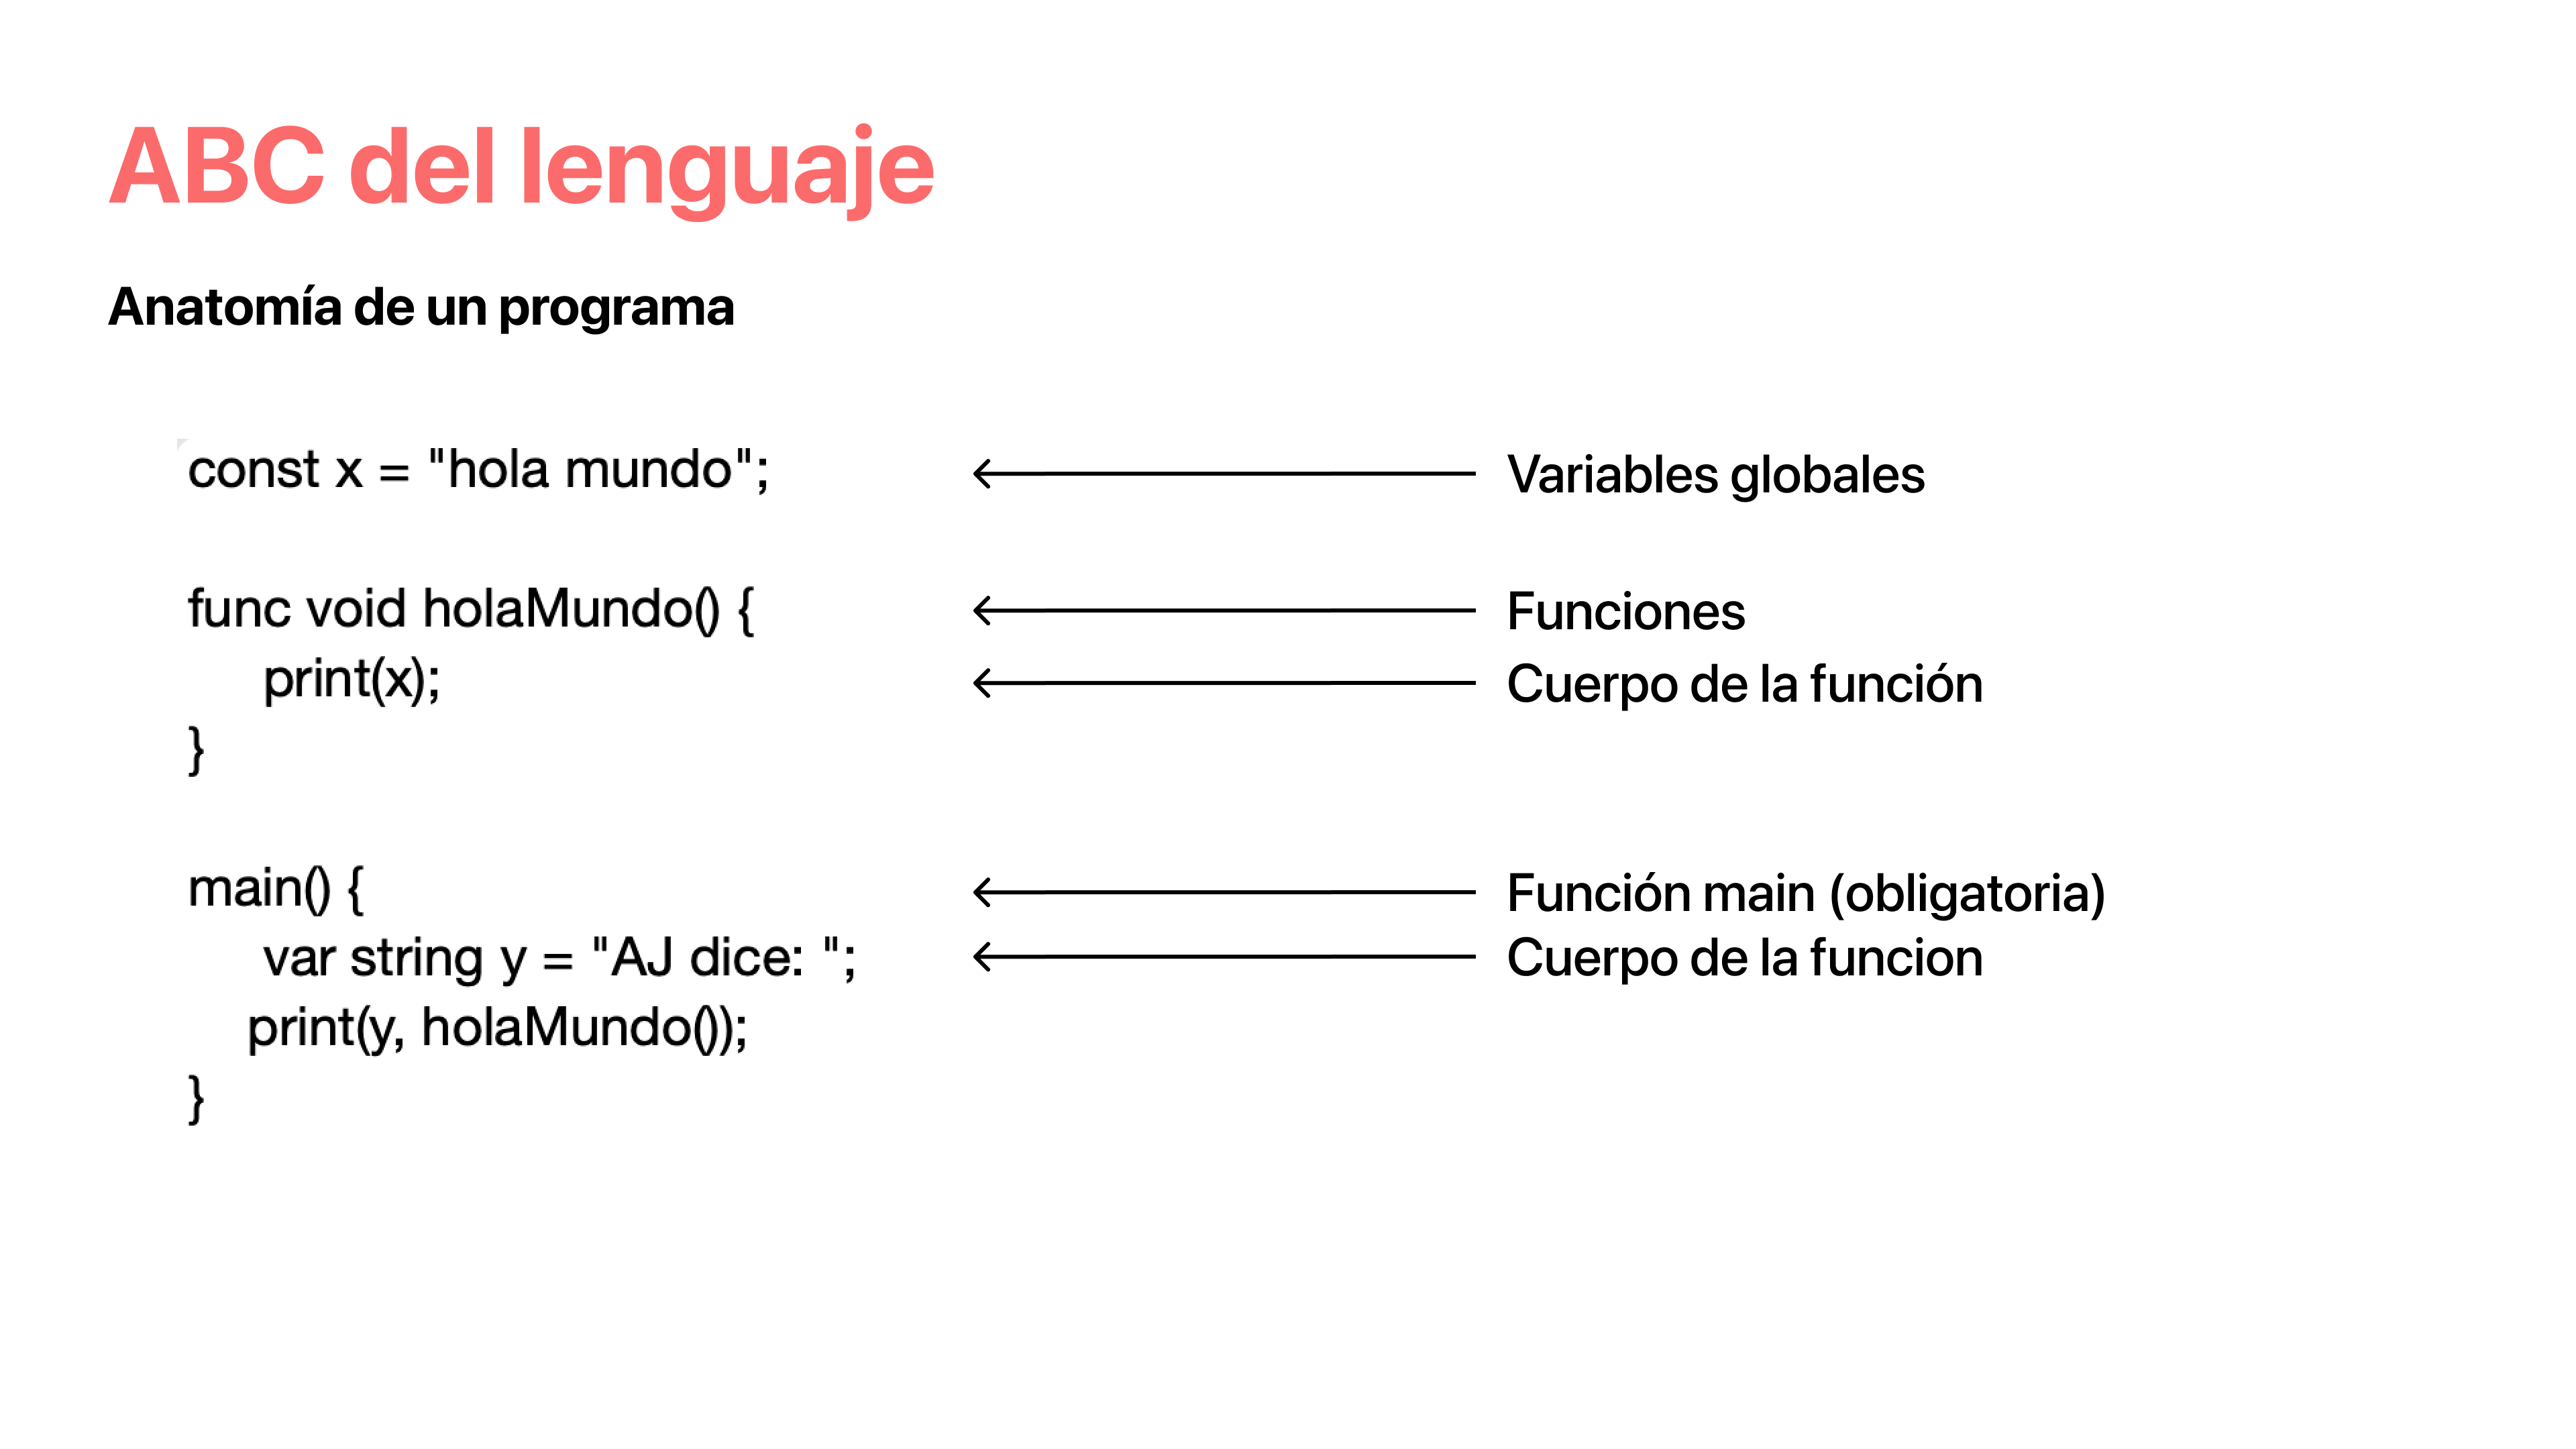 ABC del lenguaje
Anatomía de un programa
const x = "hola mundo";
Variables globales
func void holaMundo() {
Funciones
print(x);
Cuerpo de la función
}
main() {
Función main (obligatoria)
var string y = "AJ dice: ";
Cuerpo de la funcion
print(y, holaMundo());
}